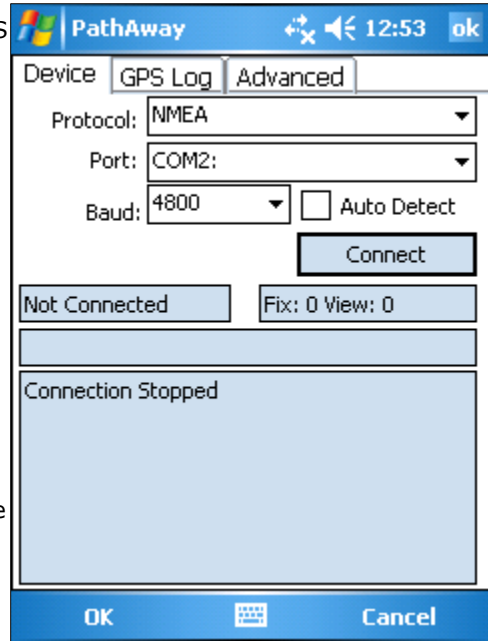 s
PathAway 12:53 ok
Device GPS Log Advanced
Protocol: NMEA
Port: COM2:
Baud: 4800 Auto Detect
Connect
Not Connected Fix: 0 View: 0
Connection Stopped
e
OK Cancel